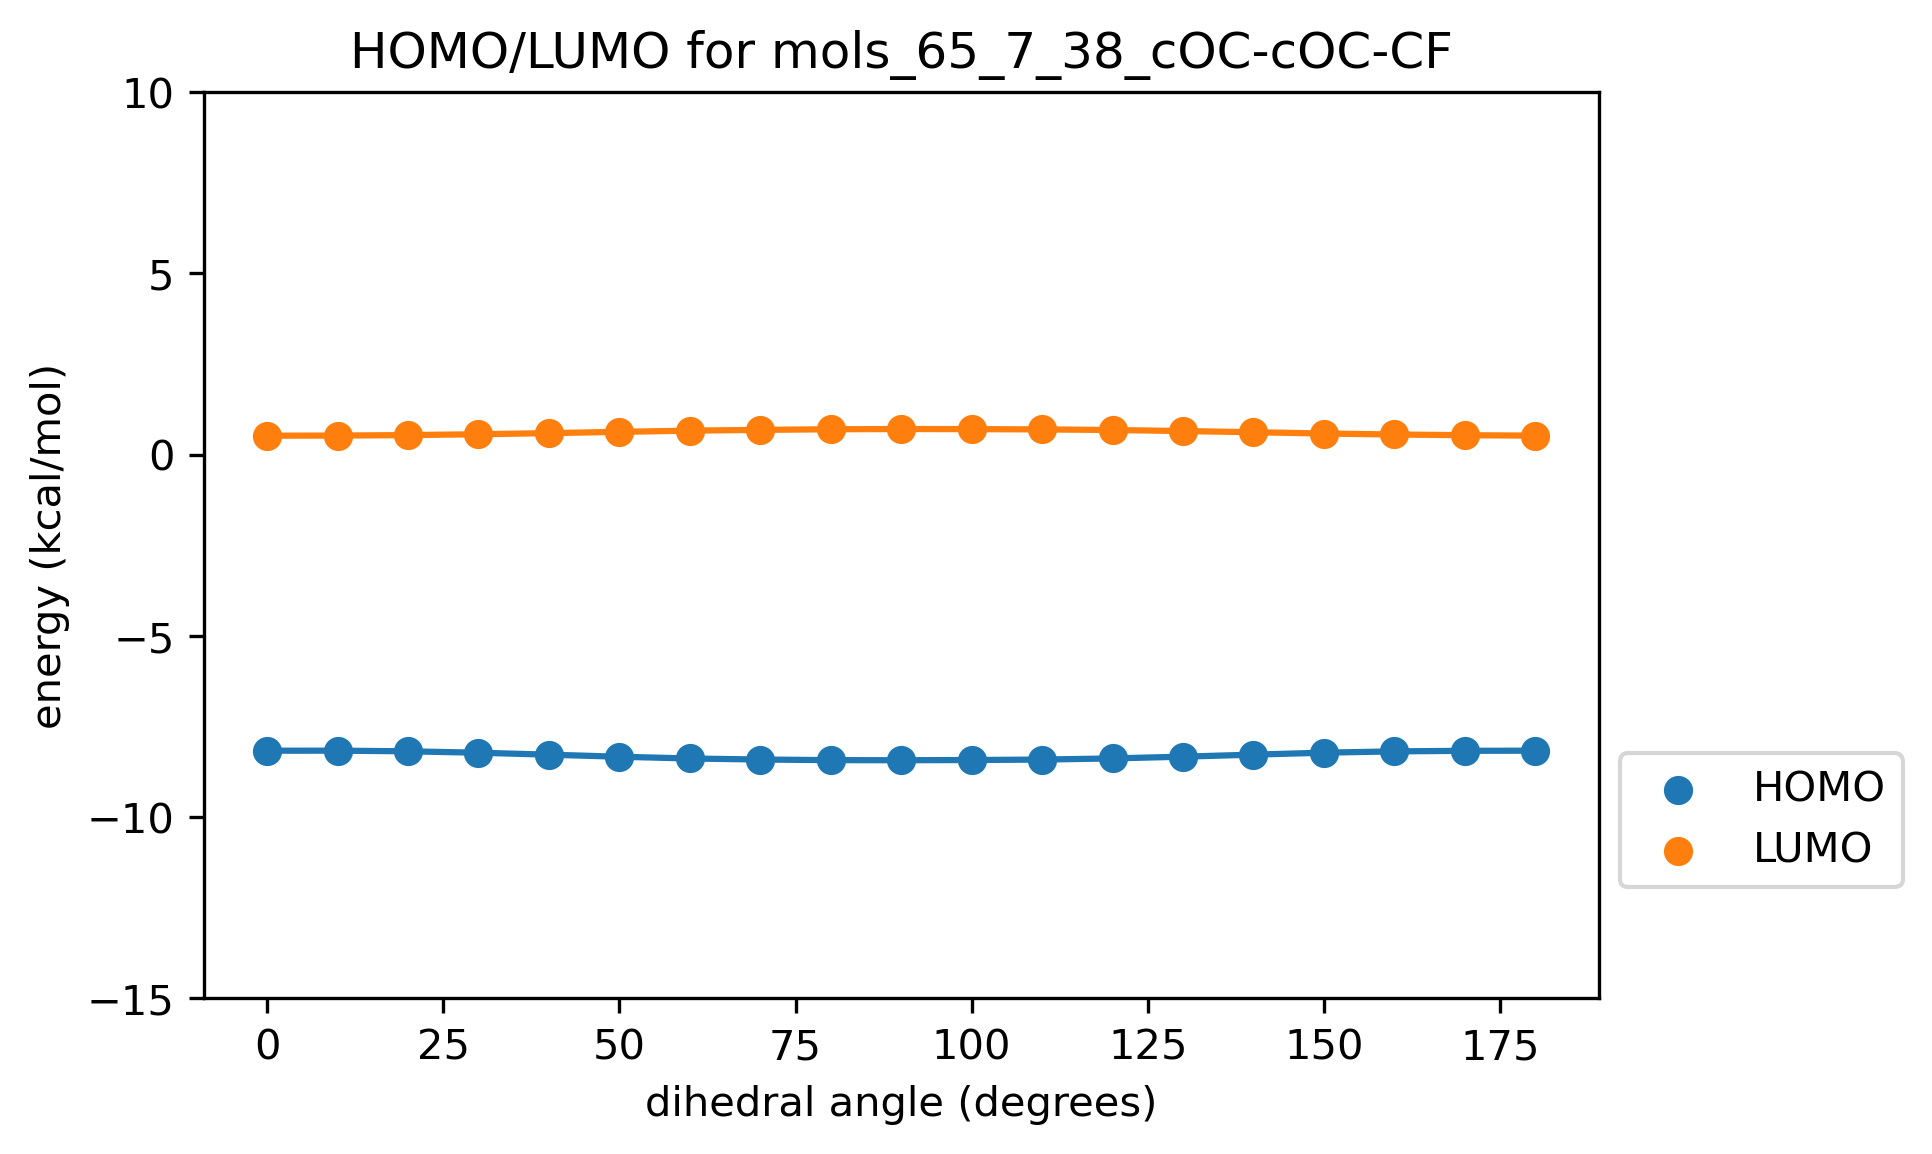 HOMO/LUMO for mols_65_7_38_cOC-cOC-CF
10
5
0
−5
−10
−15
energy (kcal/mol)
0 25 50 75 100 125 150 175
dihedral angle (degrees)
HOMO
LUMO